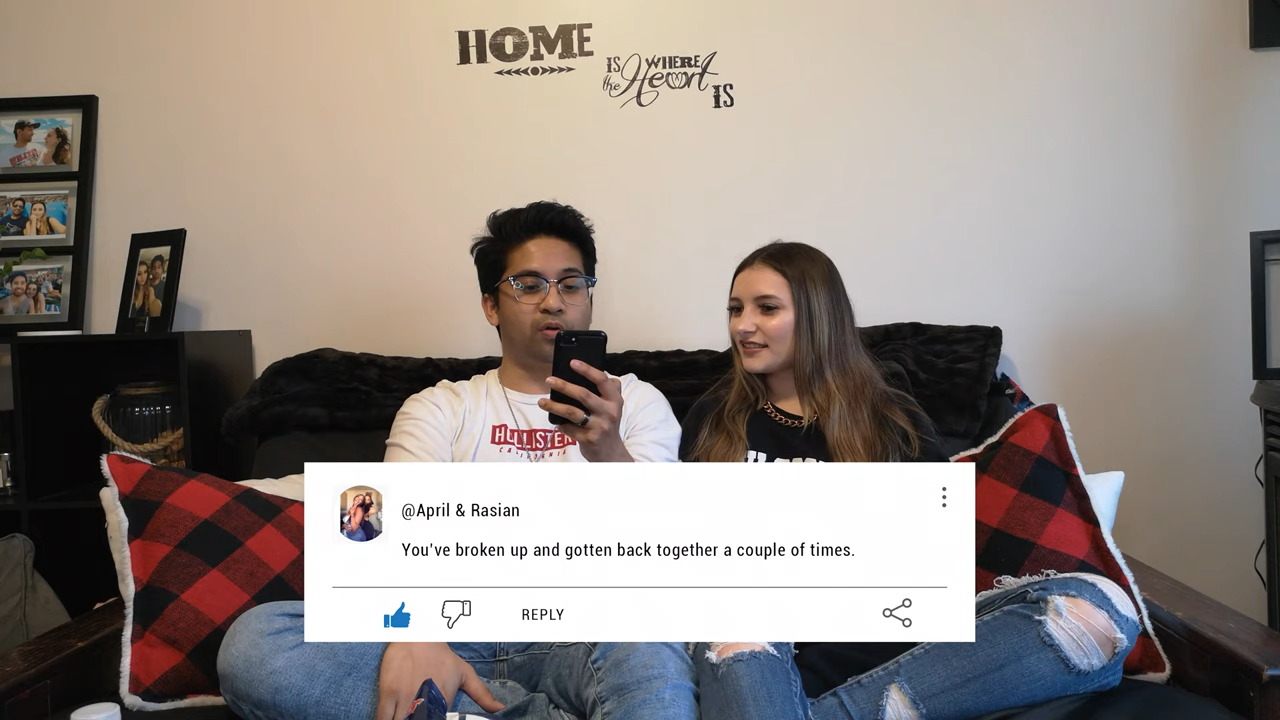 HOME
IS WHERE
the Heart
IS
HOLLISTER
CALIFORNIA
@April & Rasian
You've broken up and gotten back together a couple of times.
REPLY